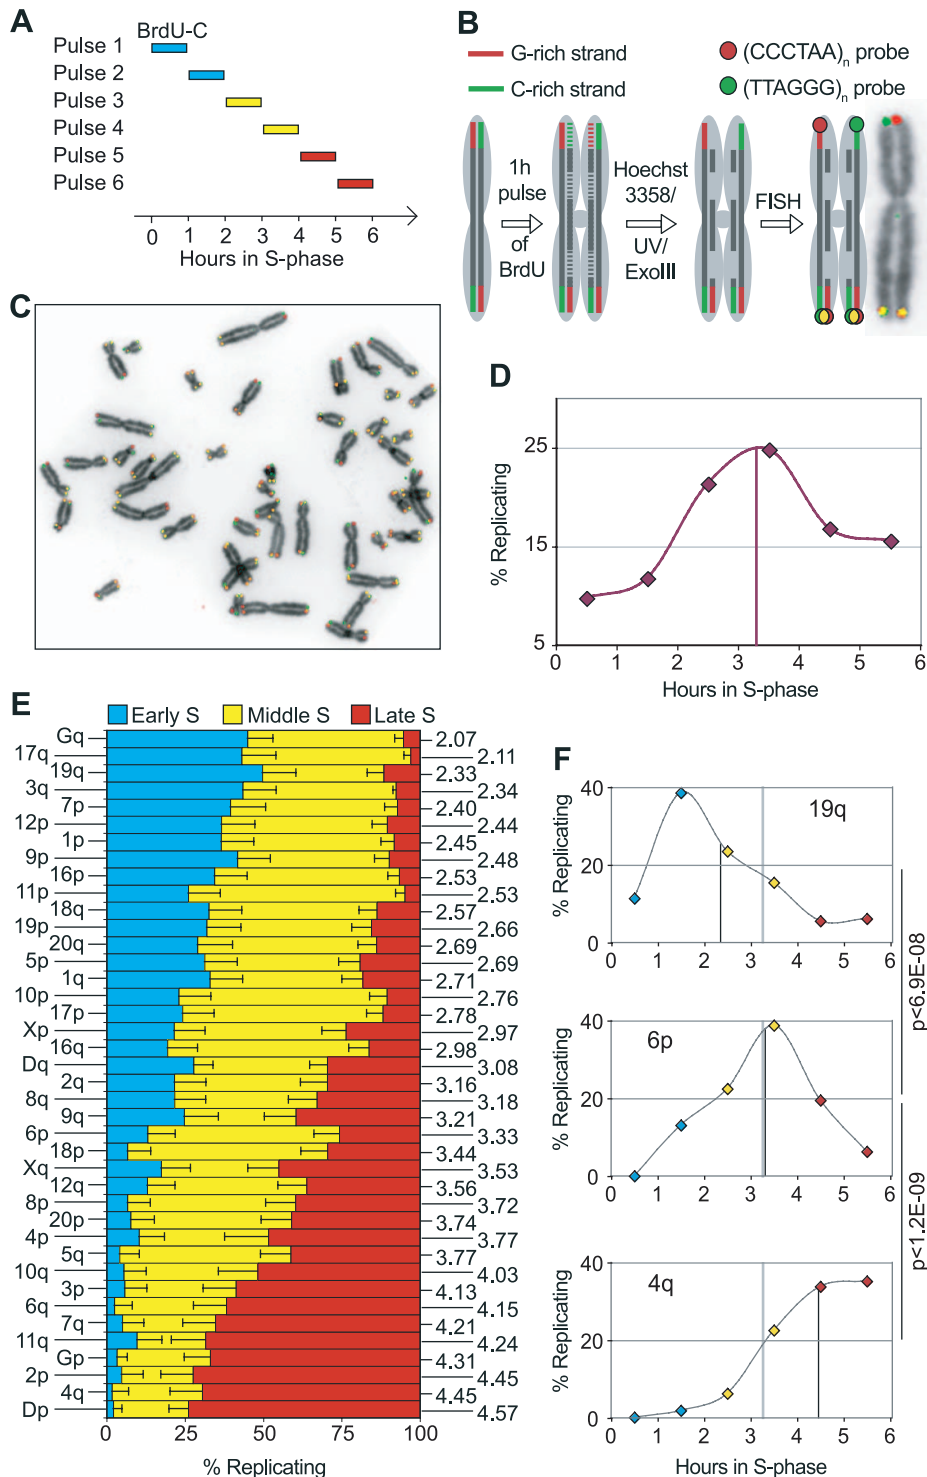 A
BrdU-C
Pulse 1
Pulse 2
Pulse 3
Pulse 4
Pulse 5
Pulse 6
0 1 2 3 4 5 6
Hours in S-phase
B
G-rich strand
C-rich strand
(CCCTAA)n probe
(TTAGGG)n probe
1h
pulse
of
BrdU
Hoechst
3358/
UV/
ExoIII
FISH
C
D
% Replicating
25
15
5
0 1 2 3 4 5 6
Hours in S-phase
E
Early S Middle S Late S
Gq 2.07
17q 2.11
19q 2.33
3q 2.34
7p 2.40
12p 2.44
1p 2.45
9p 2.48
16p 2.53
11p 2.53
18q 2.57
19p 2.66
20q 2.69
5p 2.69
1q 2.71
10p 2.76
17p 2.78
Xp 2.97
16q 2.98
Dq 3.08
2q 3.16
8q 3.18
9q 3.21
6p 3.33
18p 3.44
Xq 3.53
12q 3.56
8p 3.72
20p 3.74
4p 3.77
5q 3.77
10q 4.03
3p 4.13
6q 4.15
7q 4.21
11q 4.24
Gp 4.31
2p 4.45
4q 4.45
Dp 4.57
0 25 50 75 100
% Replicating
F
% Replicating
40
20
0
19q
0 1 2 3 4 5 6
p<6.9E-08
% Replicating
40
20
0
6p
0 1 2 3 4 5 6
p<1.2E-09
% Replicating
40
20
0
4q
0 1 2 3 4 5 6
Hours in S-phase